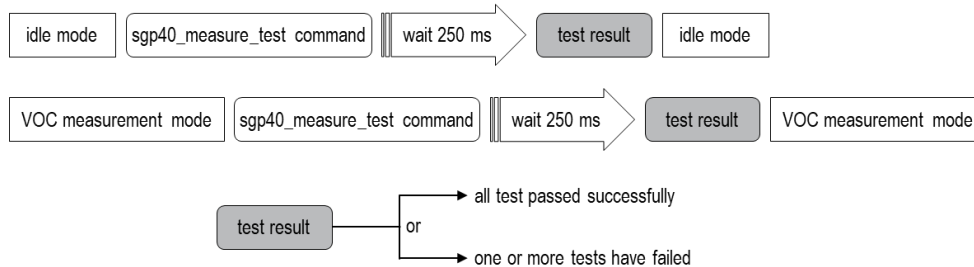 idle mode sgp40_measure_test command wait 250 ms test result idle mode
VOC measurement mode sgp40_measure_test command wait 250 ms test result VOC measurement mode
all test passed successfully
test result or
one or more tests have failed